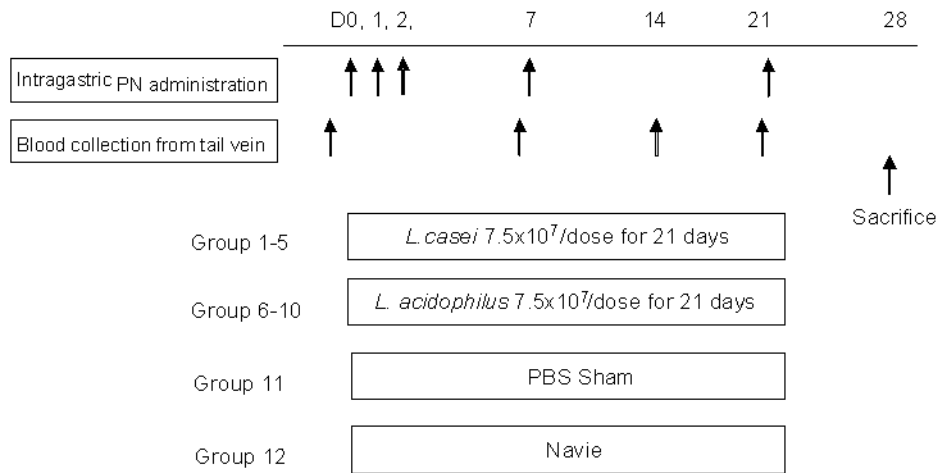 D0, 1, 2, 7 14 21 28
Intragastric PN administration
Blood collection from tail vein
Sacrifice
Group 1-5 L.casei 7.5x10⁷/dose for 21 days
Group 6-10 L. acidophilus 7.5x10⁷/dose for 21 days
Group 11 PBS Sham
Group 12 Navie